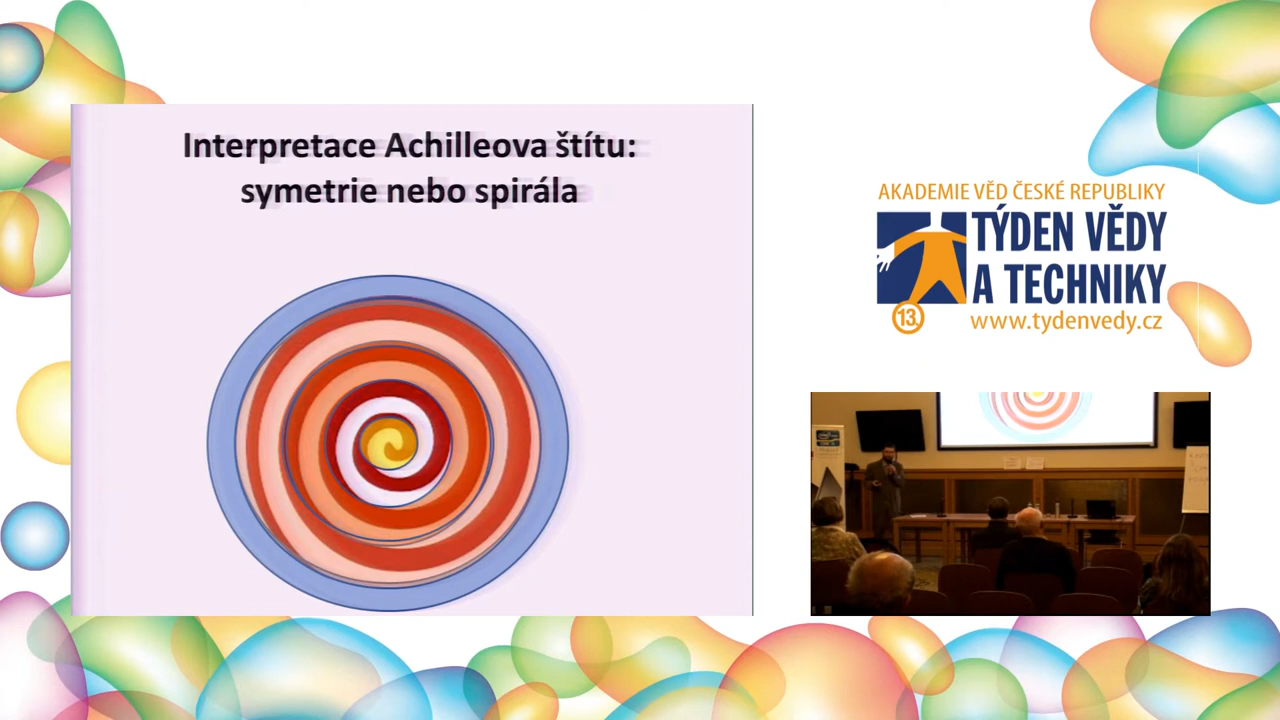 Interpretace Achilleova štítu:
symetrie nebo spirála
AKADEMIE VĚD ČESKÉ REPUBLIKY
TÝDEN VĚDY
A TECHNIKY
13.
www.tydenvedy.cz